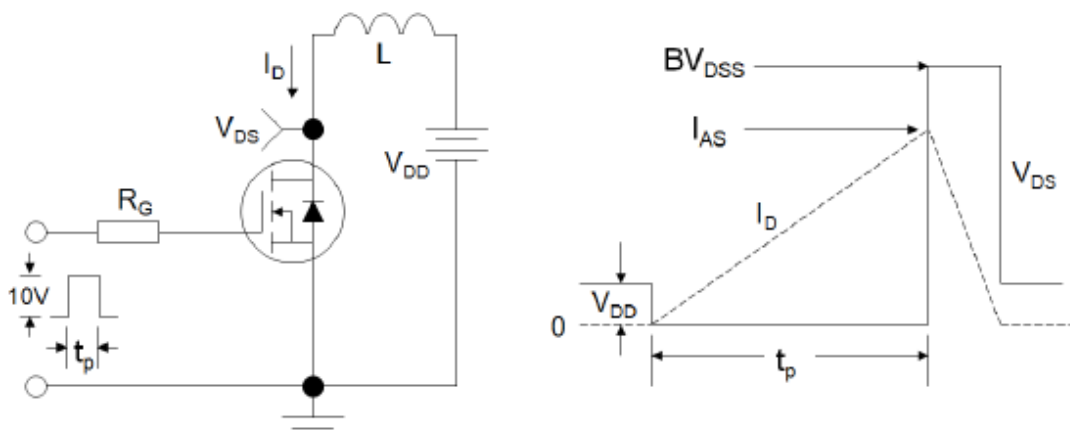 L
I_D
V_DS
V_DD
R_G
10V
t_p
BV_DSS
I_AS
V_DS
I_D
V_DD
0
t_p